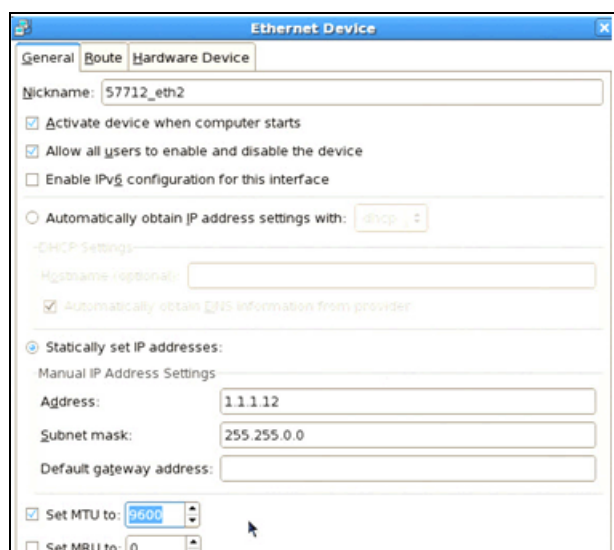 Ethernet Device
General Route Hardware Device
Nickname: 57712_eth2
Activate device when computer starts
Allow all users to enable and disable the device
Enable IPv6 configuration for this interface
Automatically obtain IP address settings with: dhcp
DHCP Settings
Hostname (optional):
Automatically obtain DNS information from provider
Statically set IP addresses:
Manual IP Address Settings
Address: 1.1.1.12
Subnet mask: 255.255.0.0
Default gateway address:
Set MTU to: 9600
Set MRU to: 0